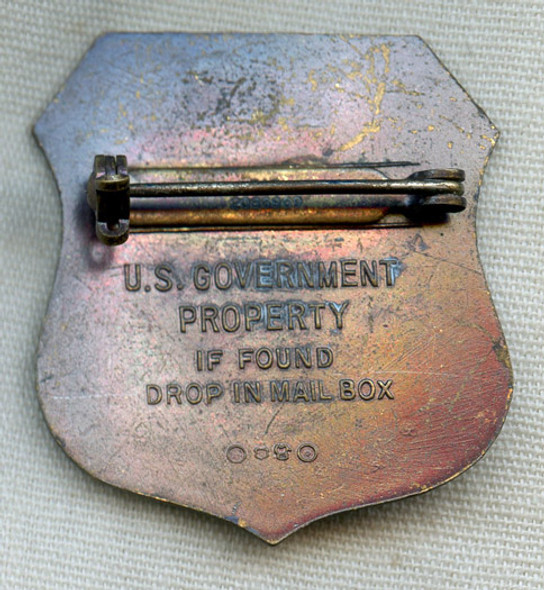 U.S. GOVERNMENT
PROPERTY
IF FOUND
DROP IN MAIL BOX